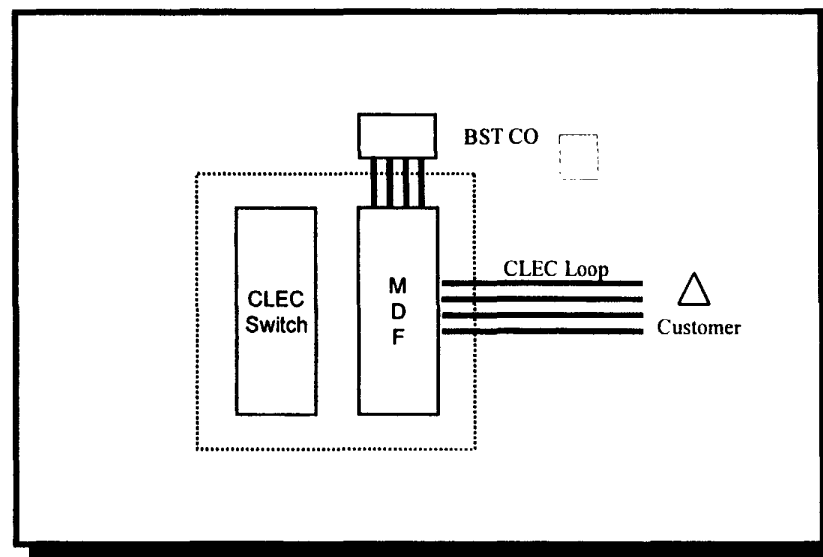 BST CO
CLEC Loop
CLEC
Switch
M
D
F
Customer